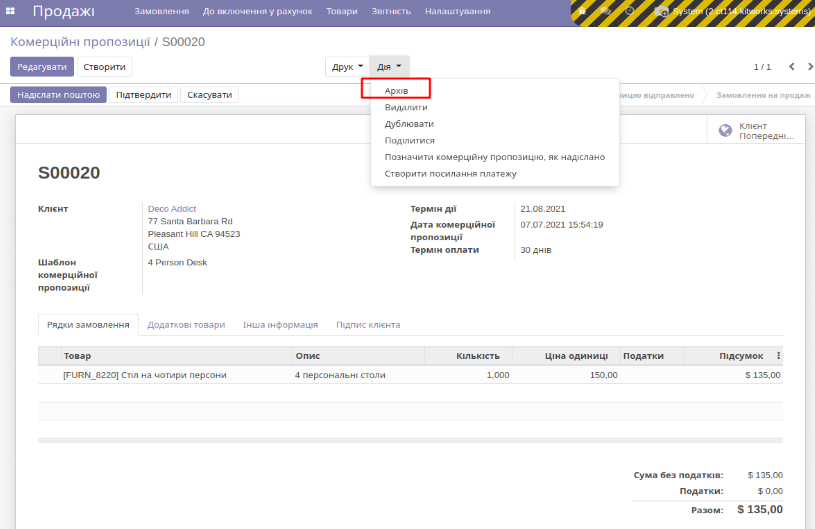 Продажі Замовлення До включення у рахунок Товари Звітність Налаштування System (2.ct114.kitworks.systems)
Комерційні пропозиції / S00020
Редагувати Створити Друк Дія 1 / 1
Надіслати поштою Підтвердити Скасувати відправлено Замовлення на продаж
Архів
Видалити
Дублювати
Поділитися
Позначити комерційну пропозицію, як надіслано
Створити посилання платежу
Клієнт
Попередні...
S00020
Клієнт Deco Addict
77 Santa Barbara Rd
Pleasant Hill CA 94523
США
Шаблон комерційної пропозиції 4 Person Desk
Термін дії 21.08.2021
Дата комерційної пропозиції 07.07.2021 15:54:19
Термін оплати 30 днів
Рядки замовлення Додаткові товари Інша інформація Підпис клієнта
Товар Опис Кількість Ціна одиниці Податки Підсумок
[FURN_8220] Стіл на чотири персони 4 персональні столи 1,000 150,00 $ 135,00
Сума без податків: $ 135,00
Податки: $ 0,00
Разом: $ 135,00